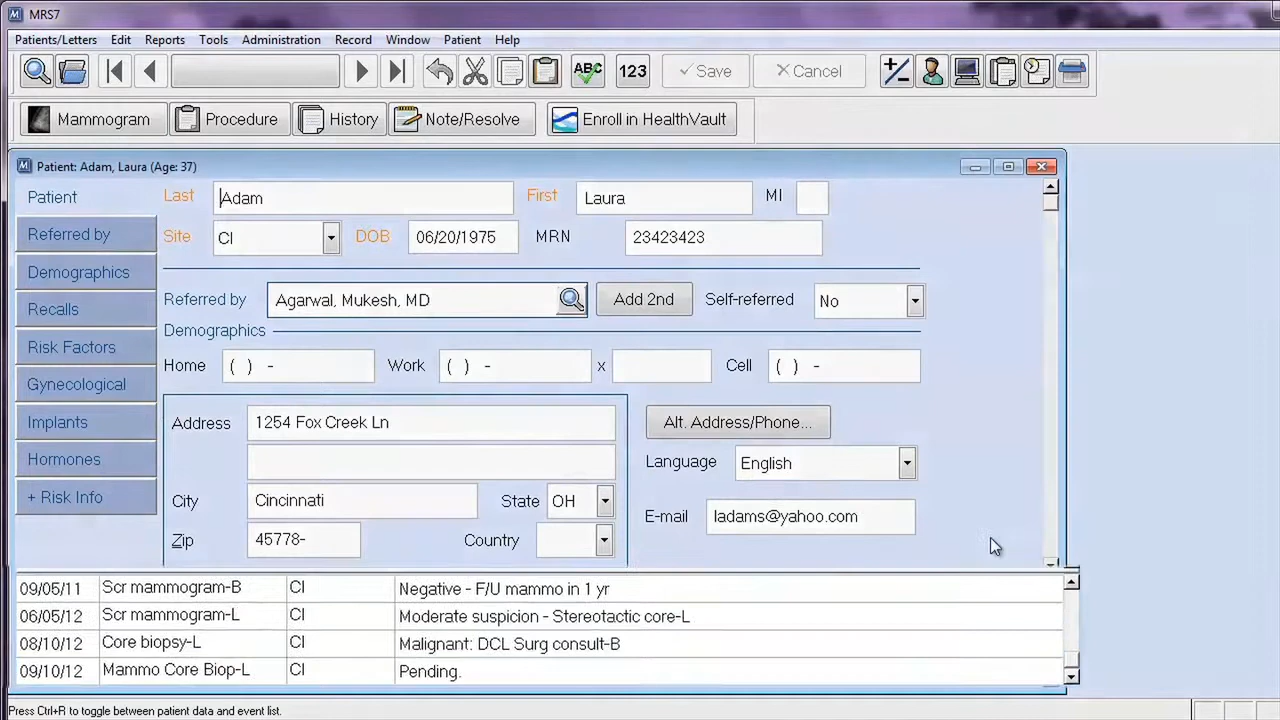 MRS7
Patients/Letters Edit Reports Tools Administration Record Window Patient Help
ABC 123 Save Cancel
Mammogram Procedure History Note/Resolve Enroll in HealthVault
Patient: Adam, Laura (Age: 37)
Patient Last Adam First Laura MI
Referred by Site CI DOB 06/20/1975 MRN 23423423
Demographics
Recalls Referred by Agarwal, Mukesh, MD Add 2nd Self-referred No
Demographics
Risk Factors Home ( ) - Work ( ) - x Cell ( ) -
Gynecological
Implants Address 1254 Fox Creek Ln Alt. Address/Phone...
Hormones Language English
+ Risk Info City Cincinnati State OH E-mail ladams@yahoo.com
Zip 45778- Country
09/05/11 Scr mammogram-B CI Negative - F/U mammo in 1 yr
06/05/12 Scr mammogram-L CI Moderate suspicion - Stereotactic core-L
08/10/12 Core biopsy-L CI Malignant: DCL Surg consult-B
09/10/12 Mammo Core Biop-L CI Pending.
Press Ctrl+R to toggle between patient data and event list.